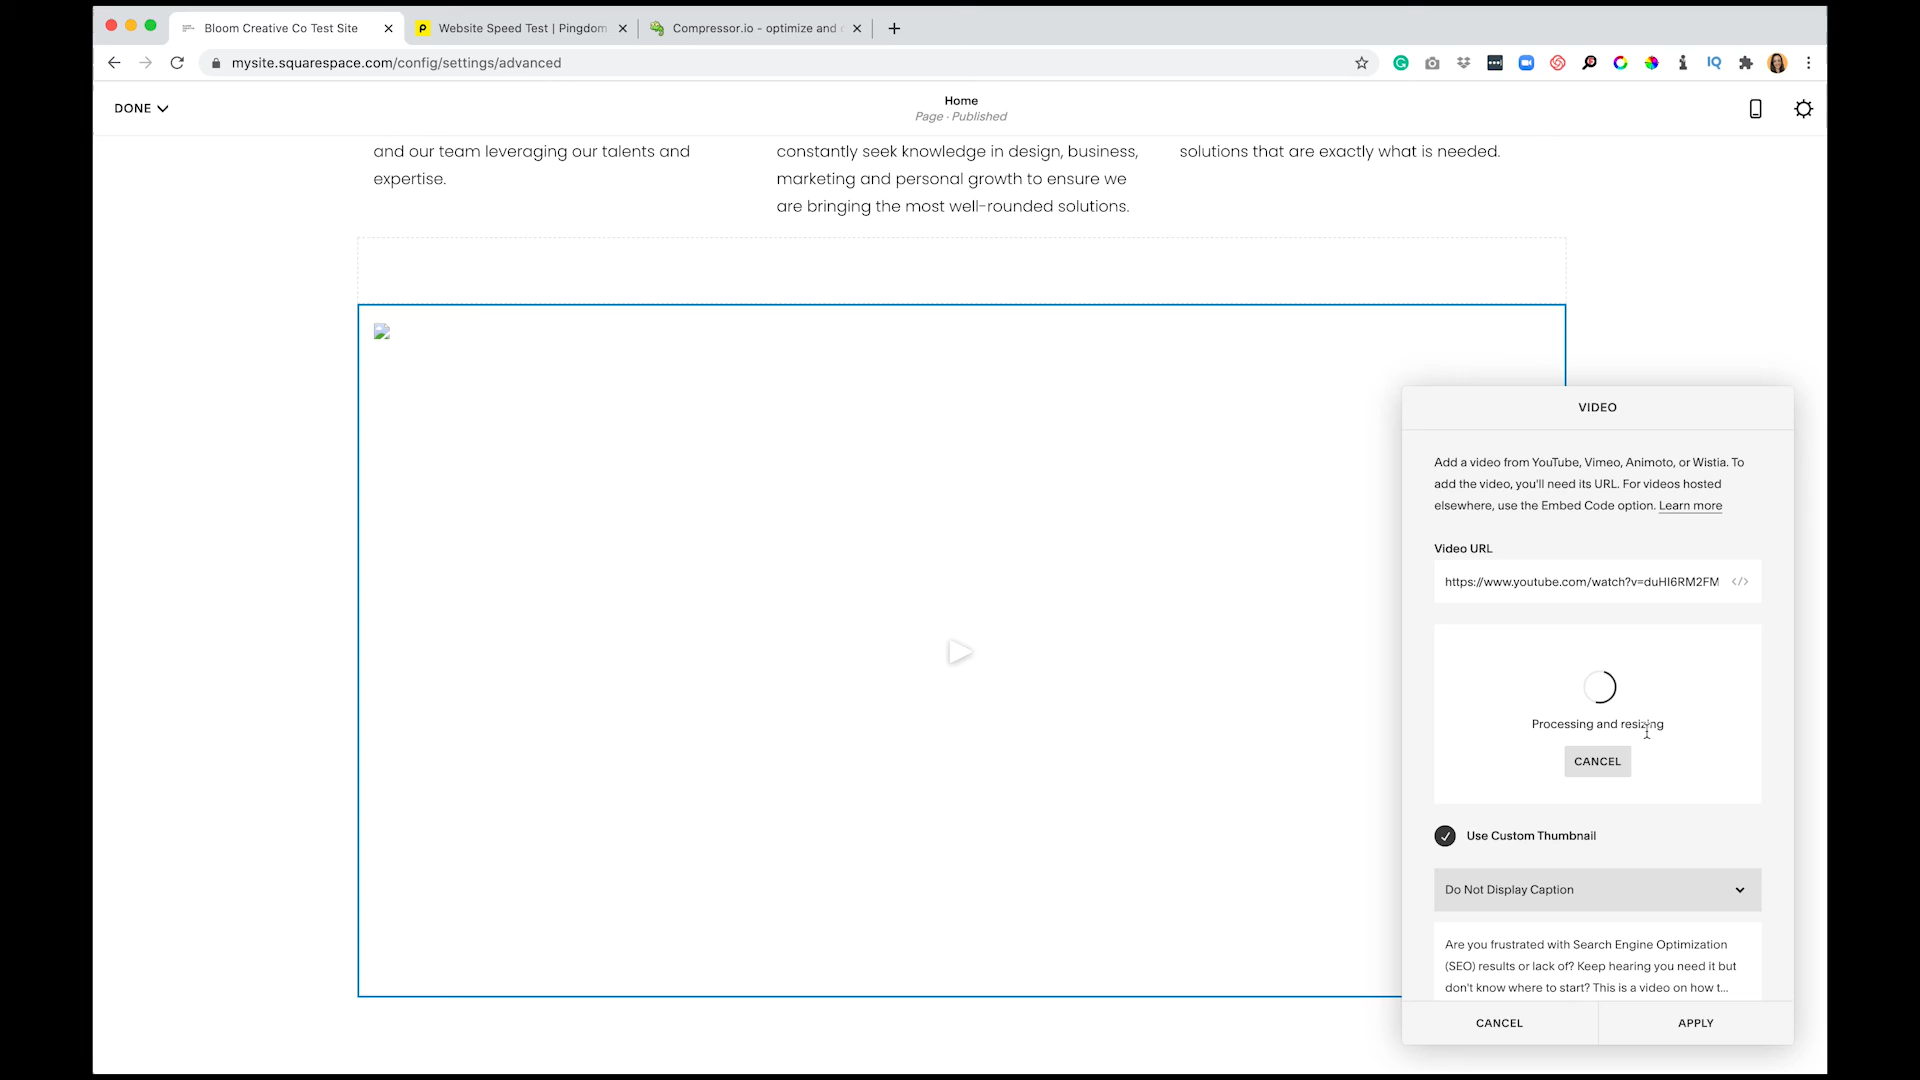 Bloom Creative Co Test Site
Website Speed Test | Pingdom
Compressor.io - optimize and
mysite.squarespace.com/config/settings/advanced
DONE
Home
Page · Published
and our team leveraging our talents and
expertise.
constantly seek knowledge in design, business,
marketing and personal growth to ensure we
are bringing the most well-rounded solutions.
solutions that are exactly what is needed.
VIDEO
Add a video from YouTube, Vimeo, Animoto, or Wistia. To
add the video, you'll need its URL. For videos hosted
elsewhere, use the Embed Code option. Learn more
Video URL
https://www.youtube.com/watch?v=duHI6RM2FM
</>
Processing and resizing
CANCEL
Use Custom Thumbnail
Do Not Display Caption
Are you frustrated with Search Engine Optimization
(SEO) results or lack of? Keep hearing you need it but
don't know where to start? This is a video on how t...
CANCEL
APPLY